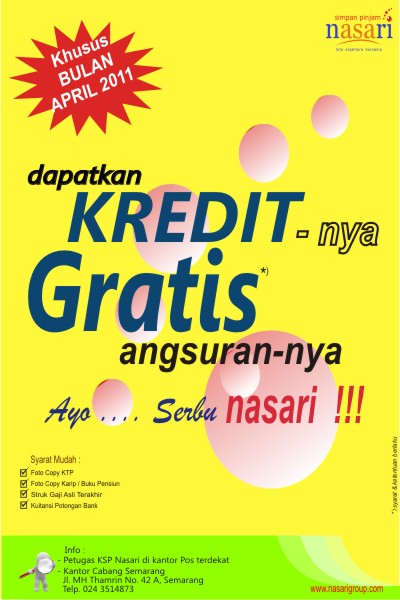 Khusus
BULAN
APRIL 2011
simpan pinjam
nasari
kita sejahtera bersama
dapatkan
KREDIT - nya
Gratis *)
angsuran-nya
Ayo .... Serbu nasari !!!
Syarat Mudah :
Foto Copy KTP
Foto Copy Karip / Buku Pensiun
Struk Gaji Asli Terakhir
Kuitansi Potongan Bank
*) syarat & ketentuan berlaku
Info :
- Petugas KSP Nasari di kantor Pos terdekat
- Kantor Cabang Semarang
Jl. MH Thamrin No. 42 A, Semarang
Telp. 024 3514873
www.nasarigroup.com